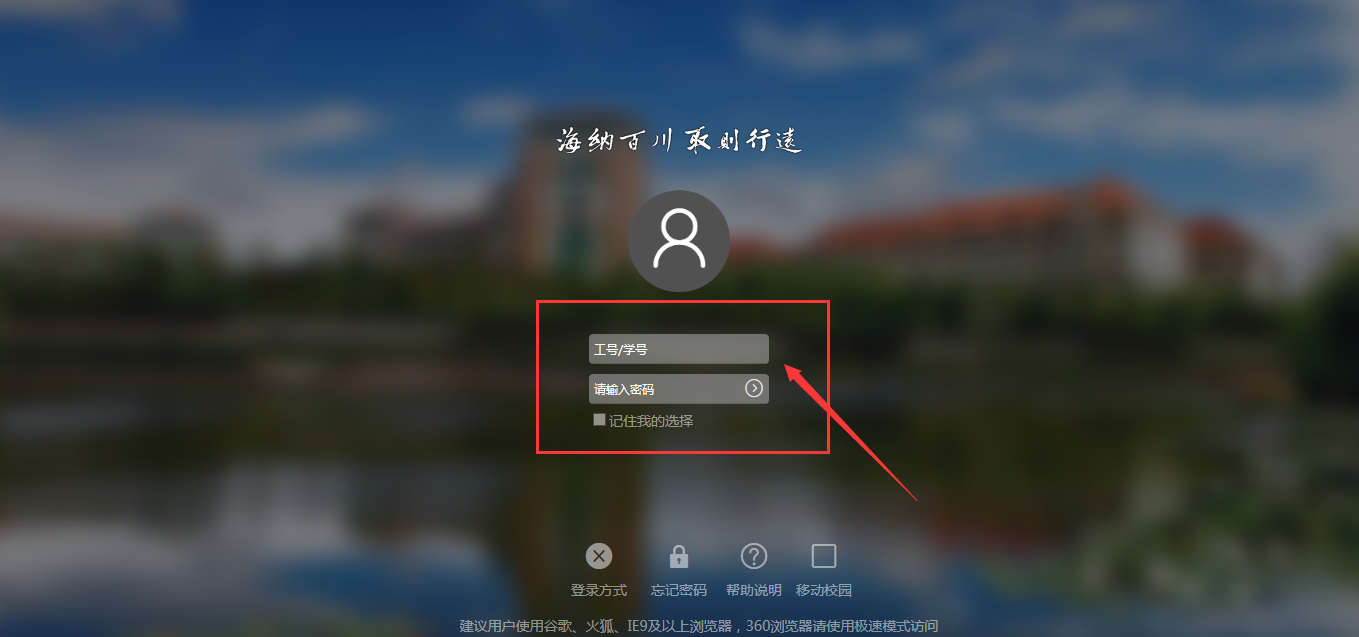 海纳百川 取则行远
工号/学号
请输入密码
记住我的选择
登录方式 忘记密码 帮助说明 移动校园
建议用户使用谷歌、火狐、IE9及以上浏览器，360浏览器请使用极速模式访问